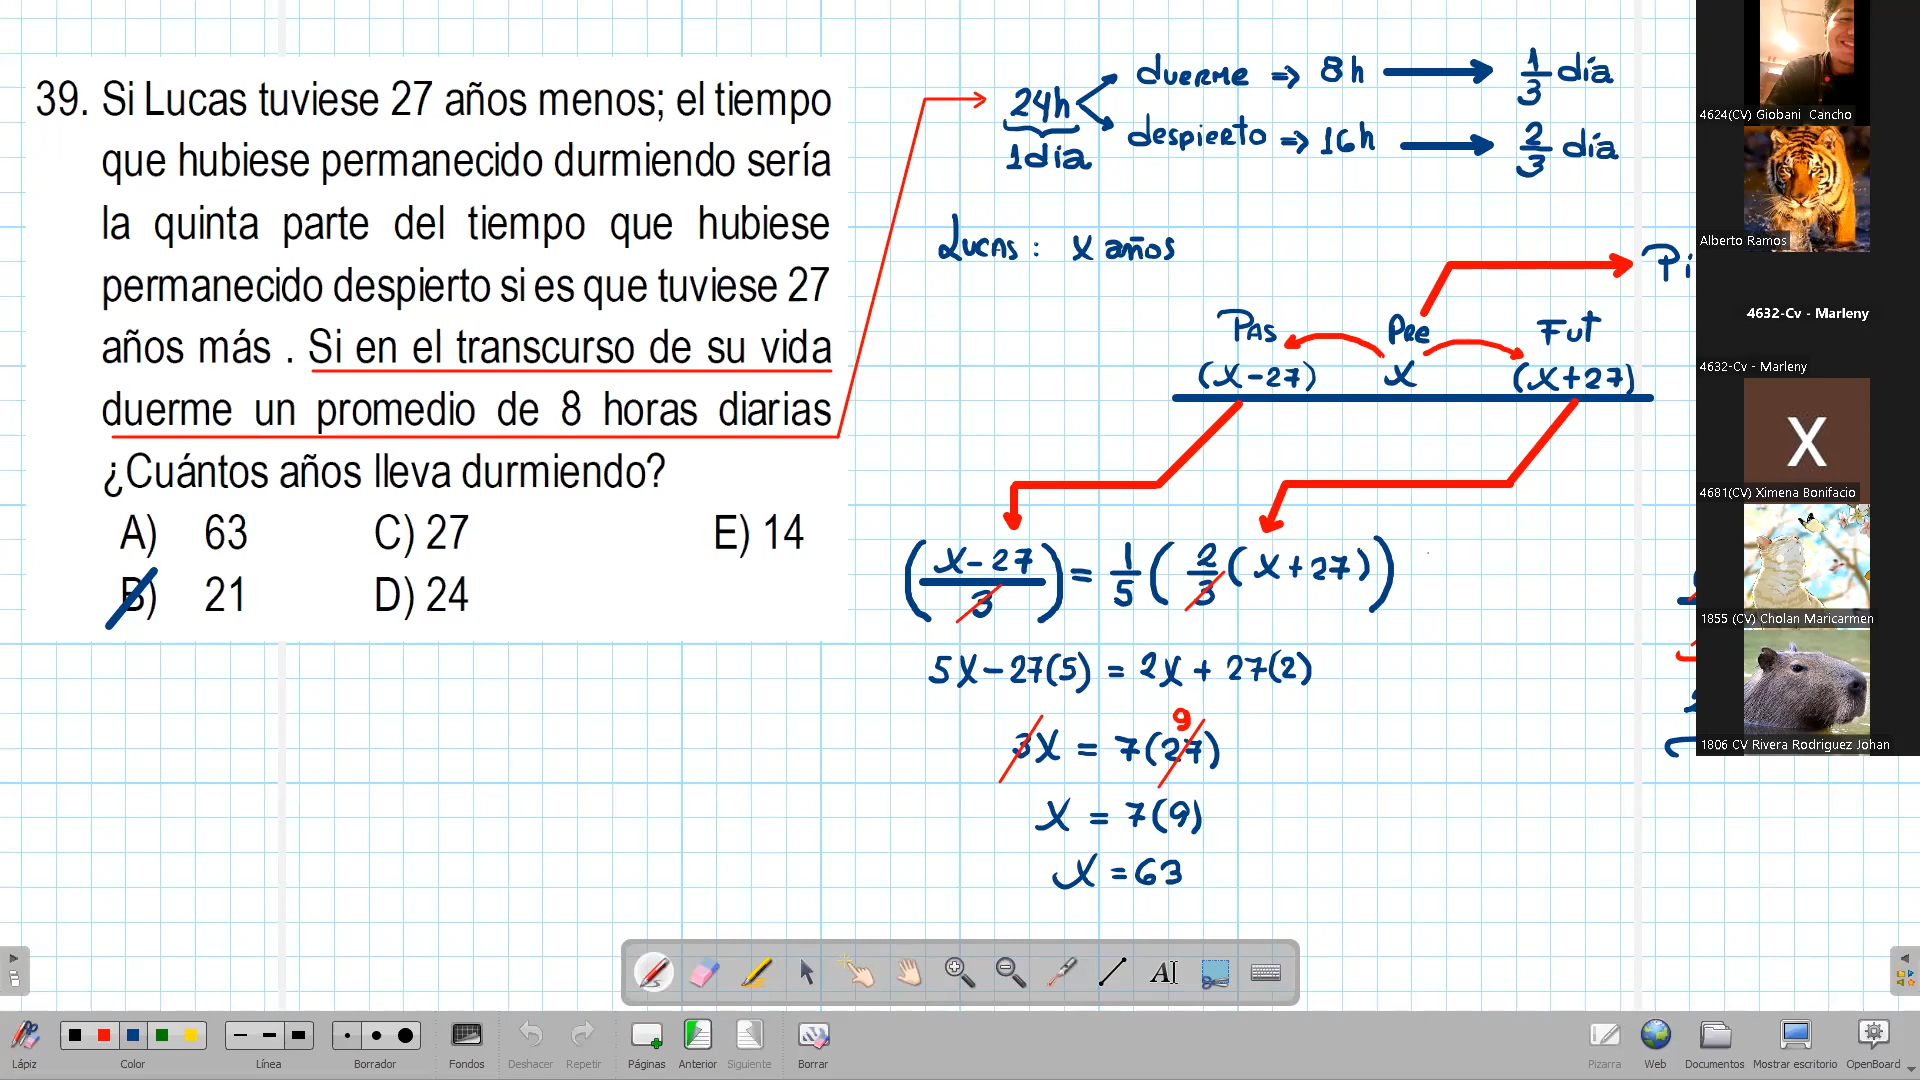 39. Si Lucas tuviese 27 años menos; el tiempo
que hubiese permanecido durmiendo sería
la quinta parte del tiempo que hubiese
permanecido despierto si es que tuviese 27
años más . Si en el transcurso de su vida
duerme un promedio de 8 horas diarias
¿Cuántos años lleva durmiendo?
A) 63 C) 27 E) 14
B) 21 D) 24
24h
1día
duerme ⇒ 8h → 1/3 día
despierto ⇒ 16h → 2/3 día
Lucas : x años
Pi
Pas Pre Fut
(x-27) x (x+27)
(x-27/3) = 1/5 (2/3 (x+27))
5x-27(5) = 2x + 27(2)
9
3x = 7(27)
x = 7(9)
x = 63
4624(CV) Giobani Cancho
Alberto Ramos
4632-Cv - Marleny
4632-Cv - Marleny
X
4681(CV) Ximena Bonifacio
1855 (CV) Cholan Maricarmen
1806 CV Rivera Rodriguez Johan
Lápiz
Color
Línea
Borrador
Fondos
Deshacer
Repetir
Páginas
Anterior
Siguiente
Borrar
Pizarra
Web
Documentos
Mostrar escritorio
OpenBoard